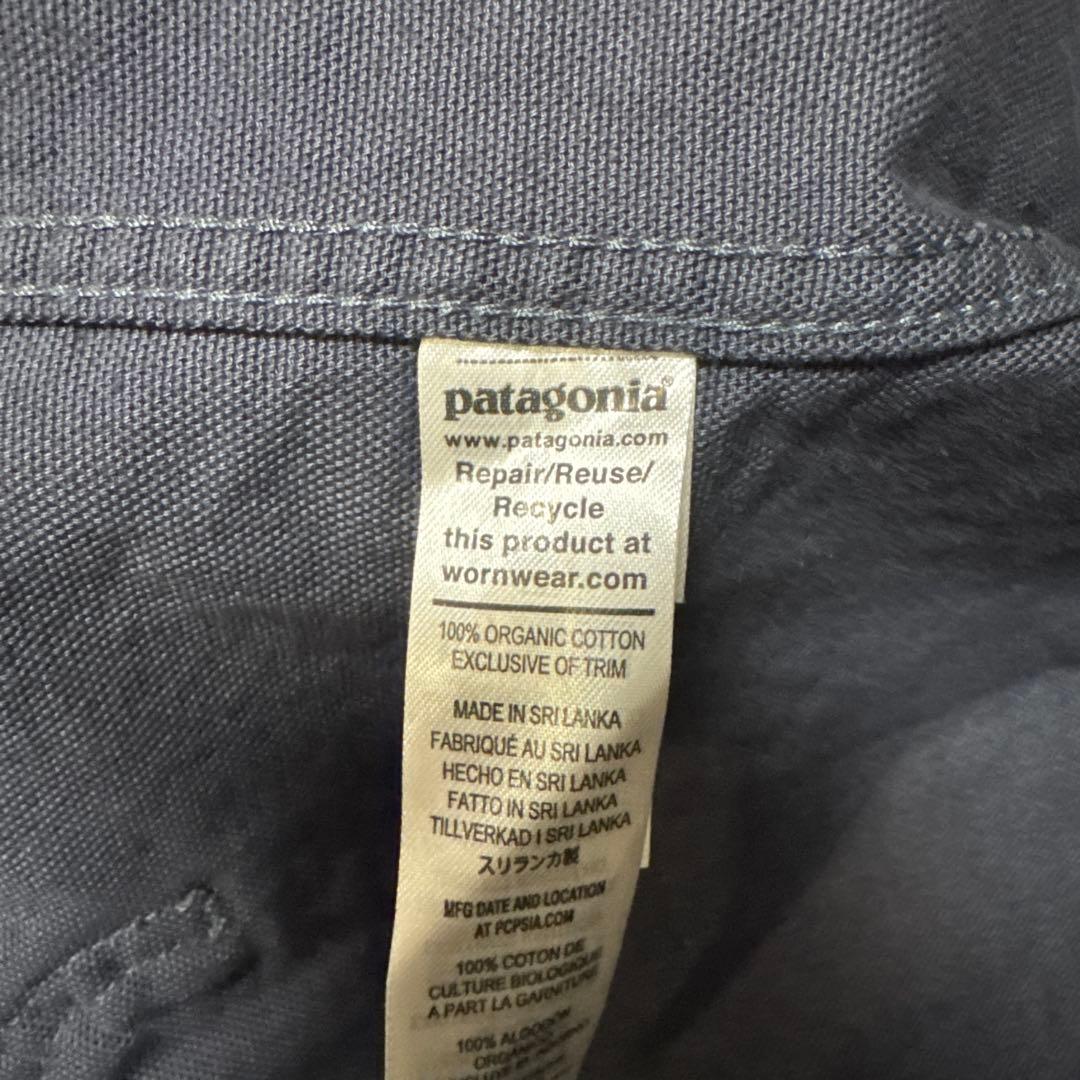 patagonia®
www.patagonia.com
Repair/Reuse/
Recycle
this product at
wornwear.com
100% ORGANIC COTTON
EXCLUSIVE OF TRIM
MADE IN SRI LANKA
FABRIQUÉ AU SRI LANKA
HECHO EN SRI LANKA
FATTO IN SRI LANKA
TILLVERKAD I SRI LANKA
スリランカ製
MFG DATE AND LOCATION
AT PCPSIA.COM
100% COTON DE
CULTURE BIOLOGIQUE
A PART LA GARNITURE
100% ALGODÓN